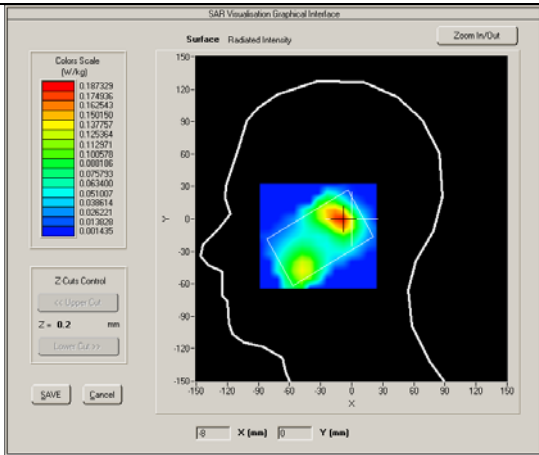 SAR Visualisation Graphical Interface
Surface Radiated Intensity
Zoom In/Out
Colors Scale
(W/kg)
0.187329
0.174936
0.162543
0.150150
0.137757
0.125364
0.112971
0.100578
0.088186
0.075793
0.063400
0.051007
0.038614
0.026221
0.013828
0.001435
Z Cuts Control
<< Upper Cut
Z = 0.2 mm
Lower Cut >>
SAVE Cancel
150-
120-
90-
60-
30-
Y 0-
-30-
-60-
-90-
-120-
-150-
-150 -120 -90 -60 -30 0 30 60 90 120 150
X
-8 X (mm) 0 Y (mm)